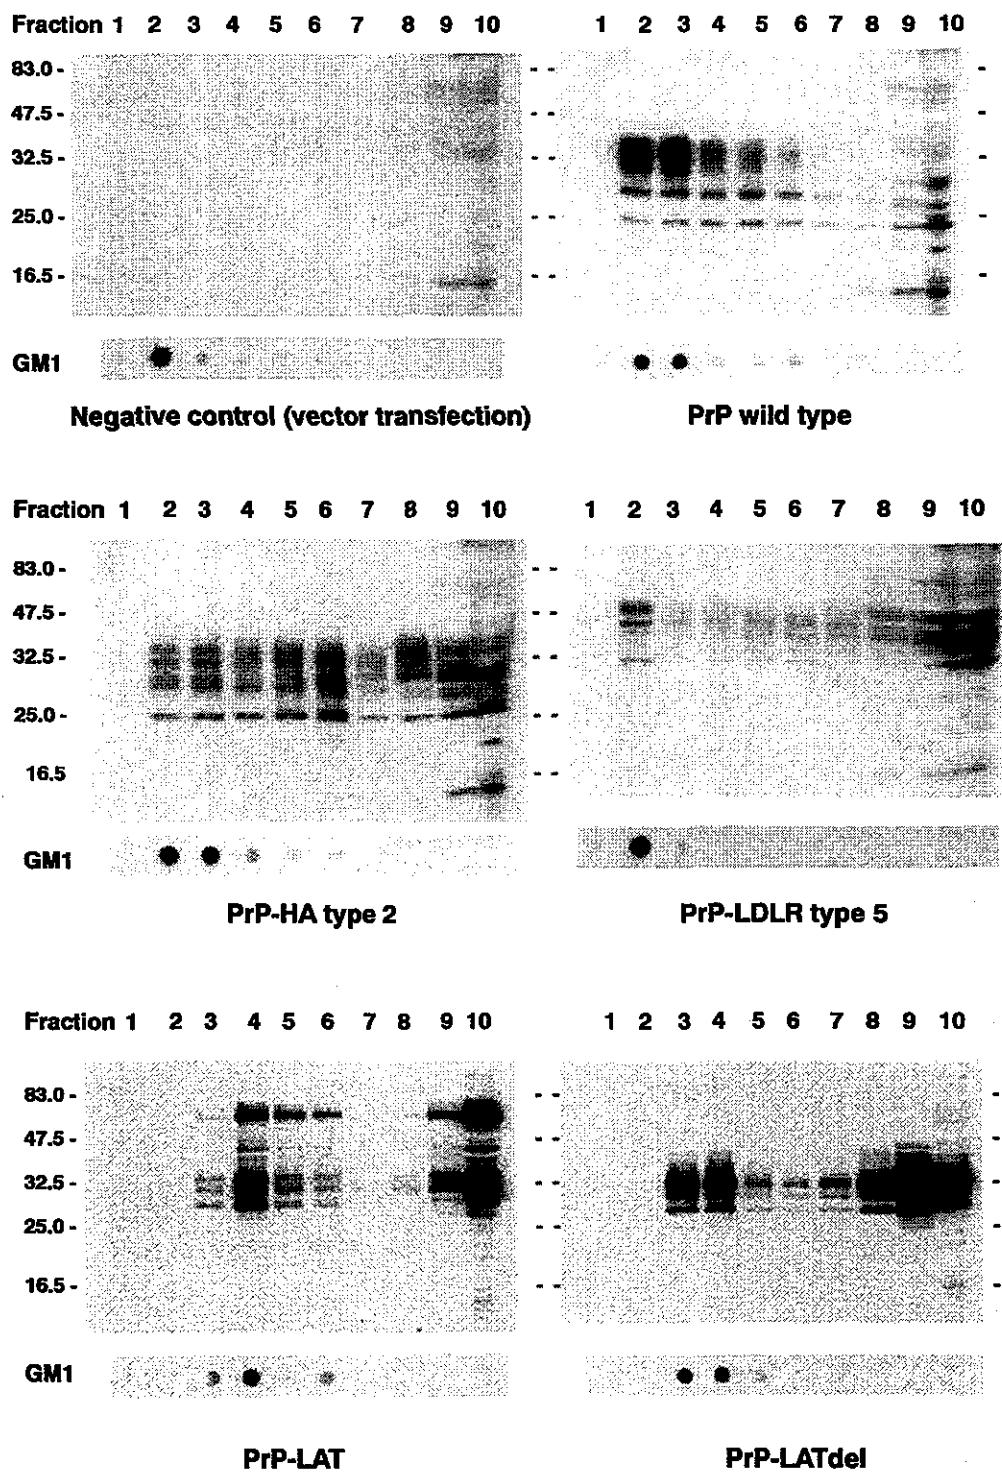 Fraction 1 2 3 4 5 6 7 8 9 10 1 2 3 4 5 6 7 8 9 10
83.0 -
47.5 -
32.5 -
25.0 -
16.5 -
GM1
Negative control (vector transfection) PrP wild type
Fraction 1 2 3 4 5 6 7 8 9 10 1 2 3 4 5 6 7 8 9 10
83.0 -
47.5 -
32.5 -
25.0 -
16.5
GM1
PrP-HA type 2 PrP-LDLR type 5
Fraction 1 2 3 4 5 6 7 8 9 10 1 2 3 4 5 6 7 8 9 10
83.0 -
47.5 -
32.5 -
25.0 -
16.5 -
GM1
PrP-LAT PrP-LATdel